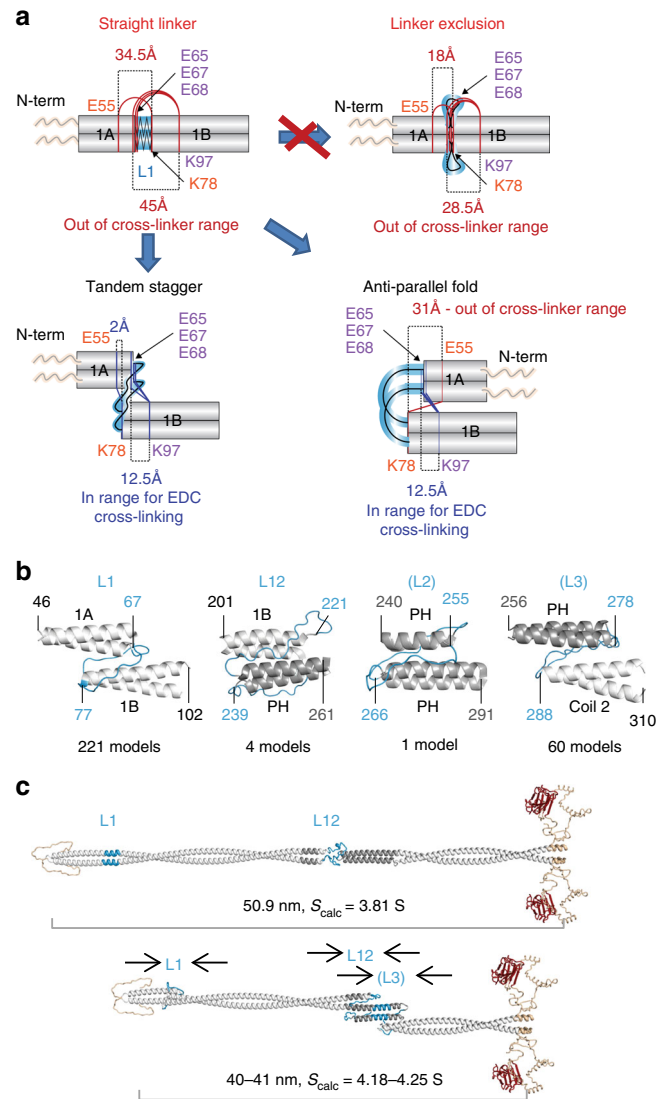 a
Straight linker
34.5Å
E65
E67
E68
N-term
E55
1A
1B
L1
K97
K78
45Å
Out of cross-linker range
Linker exclusion
18Å
E65
E67
E68
N-term
E55
1A
1B
K97
K78
28.5Å
Out of cross-linker range
Tandem stagger
N-term
E55
2Å
E65
E67
E68
1A
1B
K78
K97
12.5Å
In range for EDC
cross-linking
Anti-parallel fold
31Å - out of cross-linker range
E65
E67
E68
E55
N-term
1A
1B
K78
K97
12.5Å
In range for EDC
cross-linking
b
L1
46
1A
67
77
1B
102
221 models
L12
201
1B
221
239
PH
261
4 models
(L2)
240
PH
255
266
PH
291
1 model
(L3)
256
PH
278
288
Coil 2
310
60 models
c
L1
L12
50.9 nm, Scalc = 3.81 S
L1
L12
(L3)
40–41 nm, Scalc = 4.18–4.25 S